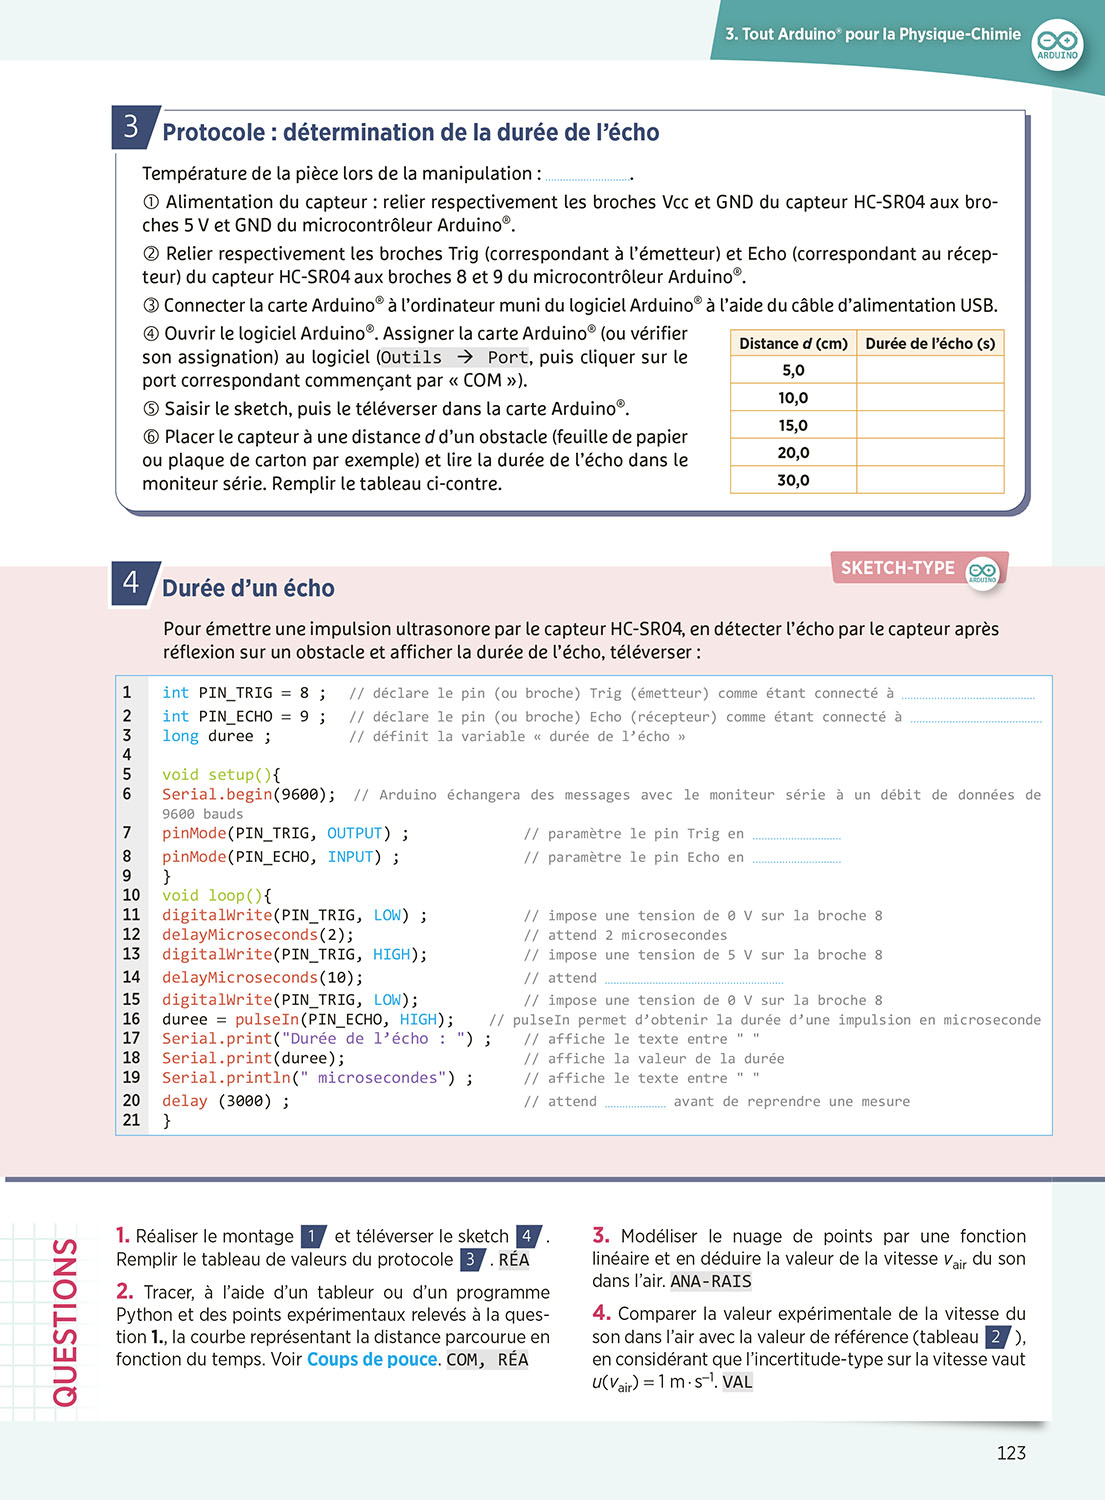 3. Tout Arduino® pour la Physique-Chimie
ARDUINO
3 Protocole : détermination de la durée de l’écho
Température de la pièce lors de la manipulation : .
① Alimentation du capteur : relier respectivement les broches Vcc et GND du capteur HC-SR04 aux bro-
ches 5 V et GND du microcontrôleur Arduino®.
② Relier respectivement les broches Trig (correspondant à l’émetteur) et Echo (correspondant au récep-
teur) du capteur HC-SR04 aux broches 8 et 9 du microcontrôleur Arduino®.
③ Connecter la carte Arduino® à l’ordinateur muni du logiciel Arduino® à l’aide du câble d’alimentation USB.
④ Ouvrir le logiciel Arduino®. Assigner la carte Arduino® (ou vérifier
son assignation) au logiciel (Outils → Port, puis cliquer sur le
port correspondant commençant par « COM »).
⑤ Saisir le sketch, puis le téléverser dans la carte Arduino®.
⑥ Placer le capteur à une distance d d’un obstacle (feuille de papier
ou plaque de carton par exemple) et lire la durée de l’écho dans le
moniteur série. Remplir le tableau ci-contre.
Distance d (cm) Durée de l’écho (s)
5,0
10,0
15,0
20,0
30,0
SKETCH-TYPE
ARDUINO
4 Durée d’un écho
Pour émettre une impulsion ultrasonore par le capteur HC-SR04, en détecter l’écho par le capteur après
réflexion sur un obstacle et afficher la durée de l’écho, téléverser :
1 int PIN_TRIG = 8 ; // déclare le pin (ou broche) Trig (émetteur) comme étant connecté à
2 int PIN_ECHO = 9 ; // déclare le pin (ou broche) Echo (récepteur) comme étant connecté à
3 long duree ; // définit la variable « durée de l’écho »
4
5 void setup(){
6 Serial.begin(9600); // Arduino échangera des messages avec le moniteur série à un débit de données de
9600 bauds
7 pinMode(PIN_TRIG, OUTPUT) ; // paramètre le pin Trig en
8 pinMode(PIN_ECHO, INPUT) ; // paramètre le pin Echo en
9 }
10 void loop(){
11 digitalWrite(PIN_TRIG, LOW) ; // impose une tension de 0 V sur la broche 8
12 delayMicroseconds(2); // attend 2 microsecondes
13 digitalWrite(PIN_TRIG, HIGH); // impose une tension de 5 V sur la broche 8
14 delayMicroseconds(10); // attend
15 digitalWrite(PIN_TRIG, LOW); // impose une tension de 0 V sur la broche 8
16 duree = pulseIn(PIN_ECHO, HIGH); // pulseIn permet d’obtenir la durée d’une impulsion en microseconde
17 Serial.print("Durée de l’écho : ") ; // affiche le texte entre " "
18 Serial.print(duree); // affiche la valeur de la durée
19 Serial.println(" microsecondes") ; // affiche le texte entre " "
20 delay (3000) ; // attend avant de reprendre une mesure
21 }
QUESTIONS
1. Réaliser le montage 1 et téléverser le sketch 4 .
Remplir le tableau de valeurs du protocole 3 . RÉA
2. Tracer, à l’aide d’un tableur ou d’un programme
Python et des points expérimentaux relevés à la ques-
tion 1., la courbe représentant la distance parcourue en
fonction du temps. Voir Coups de pouce. COM, RÉA
3. Modéliser le nuage de points par une fonction
linéaire et en déduire la valeur de la vitesse vair du son
dans l’air. ANA-RAIS
4. Comparer la valeur expérimentale de la vitesse du
son dans l’air avec la valeur de référence (tableau 2 ),
en considérant que l’incertitude-type sur la vitesse vaut
u(vair) = 1 m · s⁻¹. VAL
123